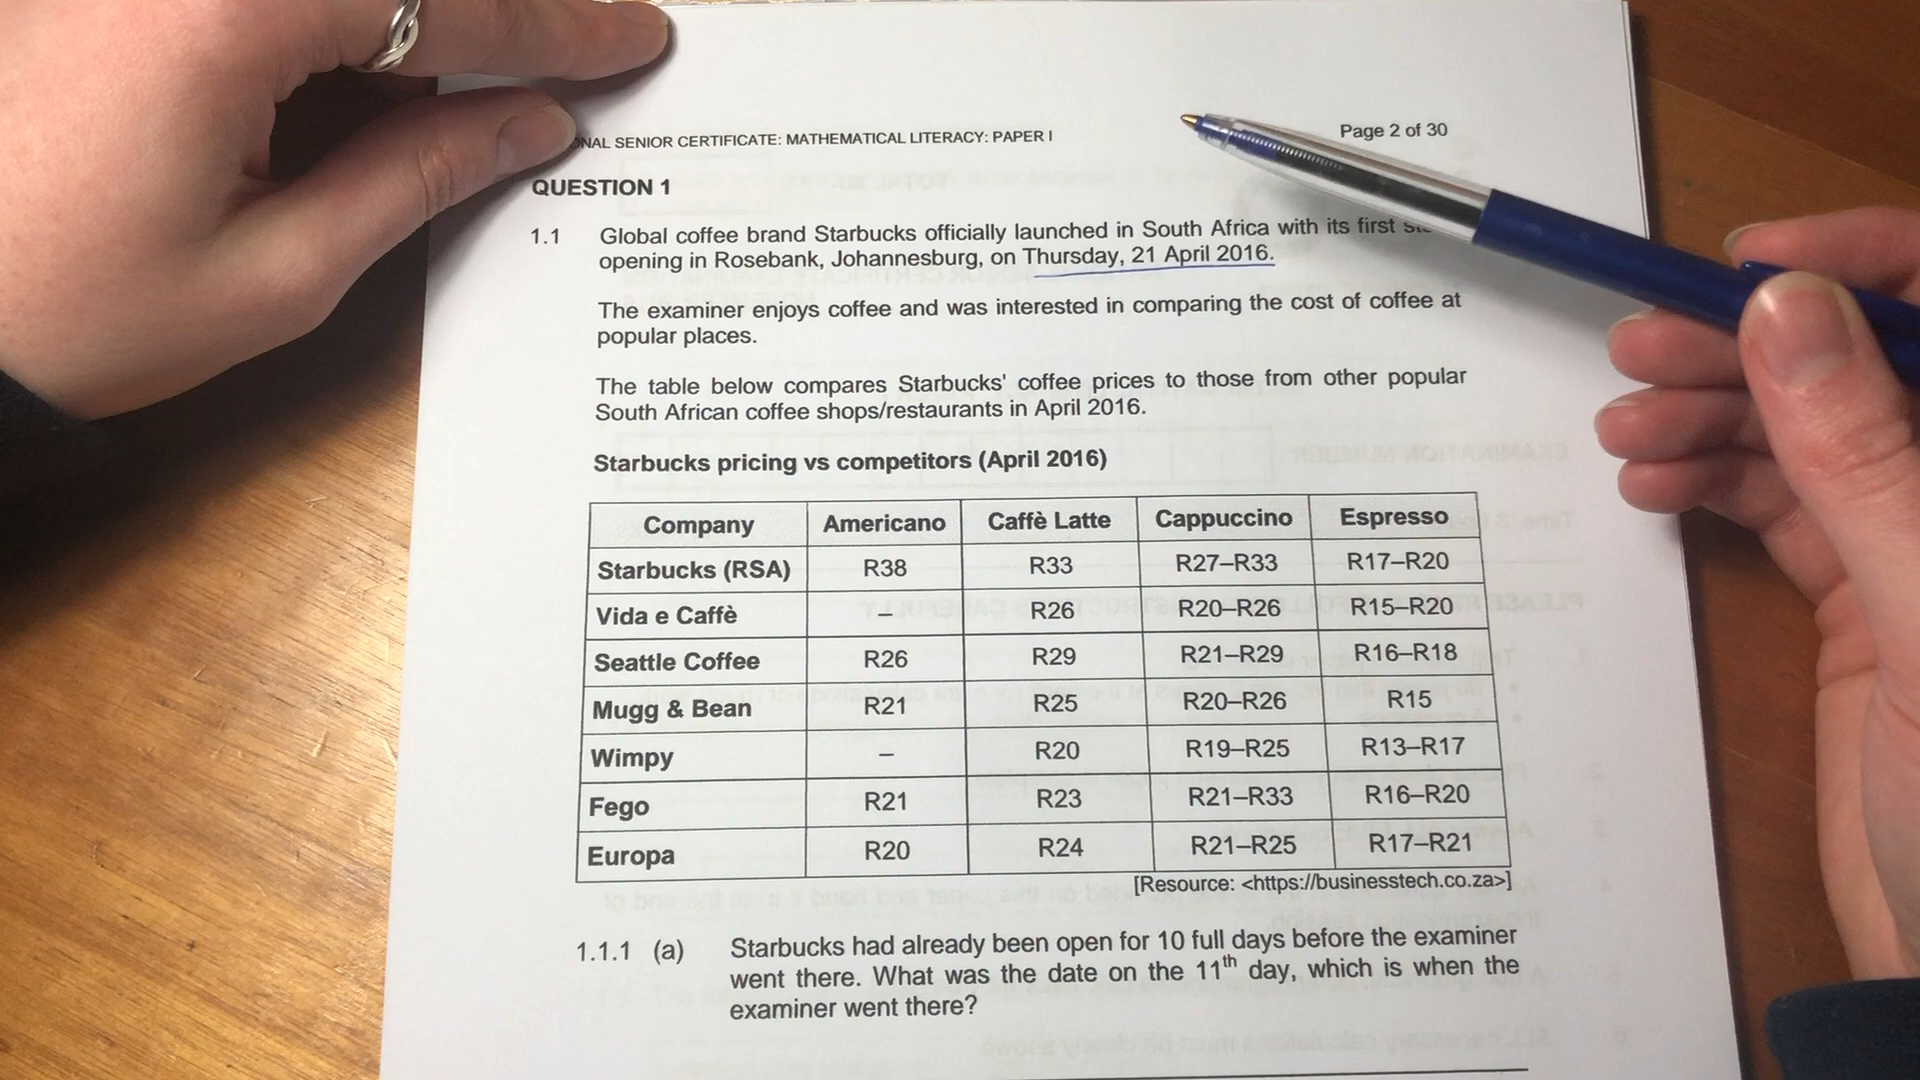 NAL SENIOR CERTIFICATE: MATHEMATICAL LITERACY: PAPER I Page 2 of 30
QUESTION 1
1.1 Global coffee brand Starbucks officially launched in South Africa with its first
opening in Rosebank, Johannesburg, on Thursday, 21 April 2016.
The examiner enjoys coffee and was interested in comparing the cost of coffee at
popular places.
The table below compares Starbucks' coffee prices to those from other popular
South African coffee shops/restaurants in April 2016.
Starbucks pricing vs competitors (April 2016)
Company Americano Caffè Latte Cappuccino Espresso
Starbucks (RSA) R38 R33 R27–R33 R17–R20
Vida e Caffè – R26 R20–R26 R15–R20
Seattle Coffee R26 R29 R21–R29 R16–R18
Mugg & Bean R21 R25 R20–R26 R15
Wimpy – R20 R19–R25 R13–R17
Fego R21 R23 R21–R33 R16–R20
Europa R20 R24 R21–R25 R17–R21
[Resource: <https://businesstech.co.za>]
1.1.1 (a) Starbucks had already been open for 10 full days before the examiner
went there. What was the date on the 11th day, which is when the
examiner went there?